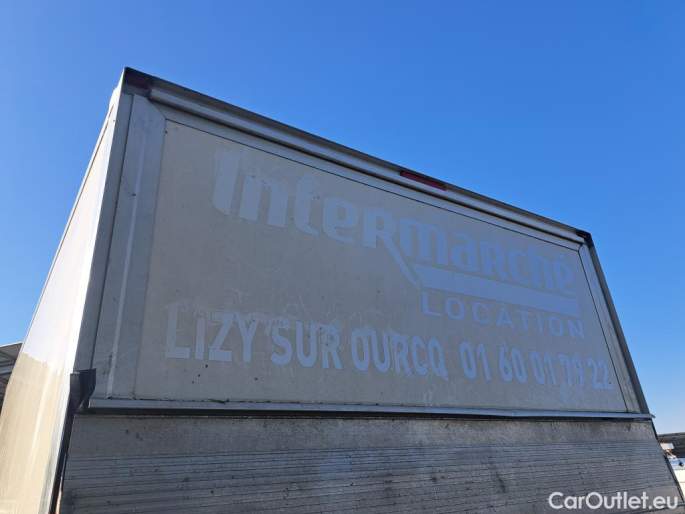 Intermarché
LOCATION
LIZY SUR OURCQ 01 60 01 79 22
CarOutlet.eu